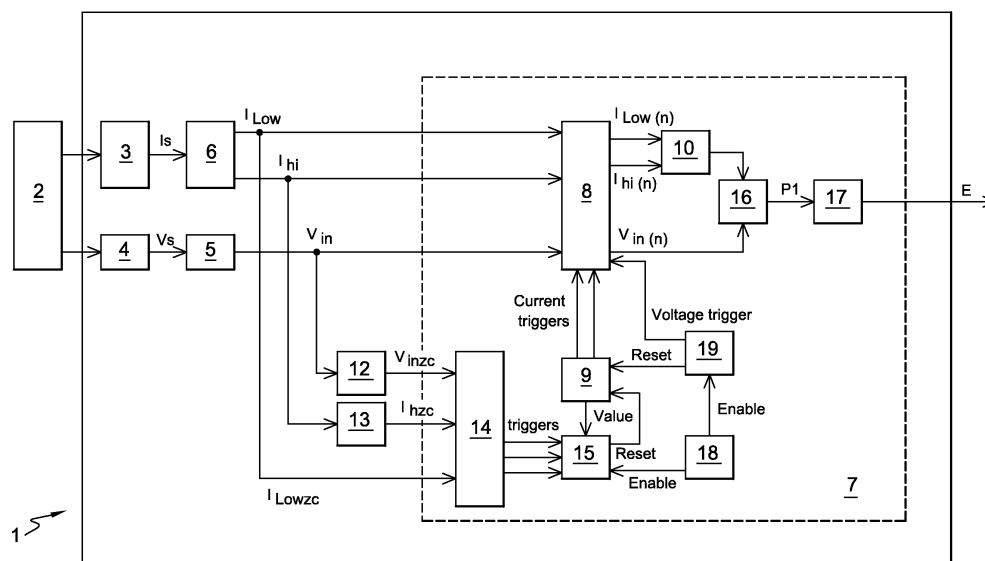 I Low
I Low (n)
Is
3
6
10
2
I hi
8
I hi (n)
P1
E
16
17
Vs
4
5
V in
V in (n)
Current
triggers
Voltage trigger
19
V inzc
Reset
12
9
I hzc
Value
Enable
13
14
triggers
15
Reset
18
Enable
I Lowzc
7
1